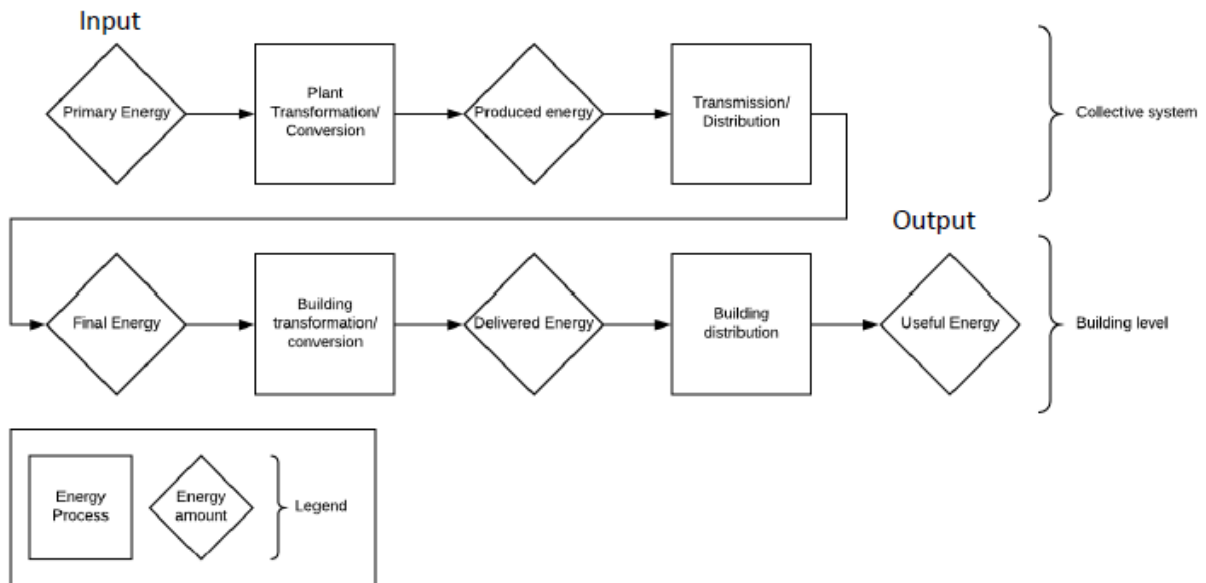 Input
Primary Energy
Plant
Transformation/
Conversion
Produced energy
Transmission/
Distribution
Collective system
Output
Final Energy
Building
transformation/
conversion
Delivered Energy
Building
distribution
Useful Energy
Building level
Energy
Process
Energy
amount
Legend